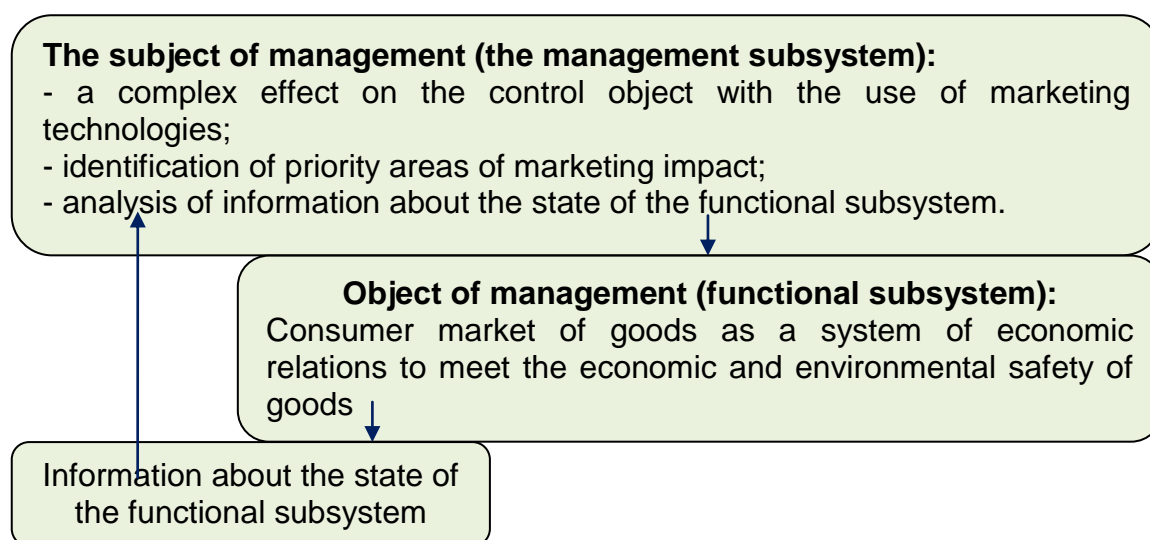 The subject of management (the management subsystem):
- a complex effect on the control object with the use of marketing
technologies;
- identification of priority areas of marketing impact;
- analysis of information about the state of the functional subsystem.
Object of management (functional subsystem):
Consumer market of goods as a system of economic
relations to meet the economic and environmental safety of
goods
Information about the state of
the functional subsystem